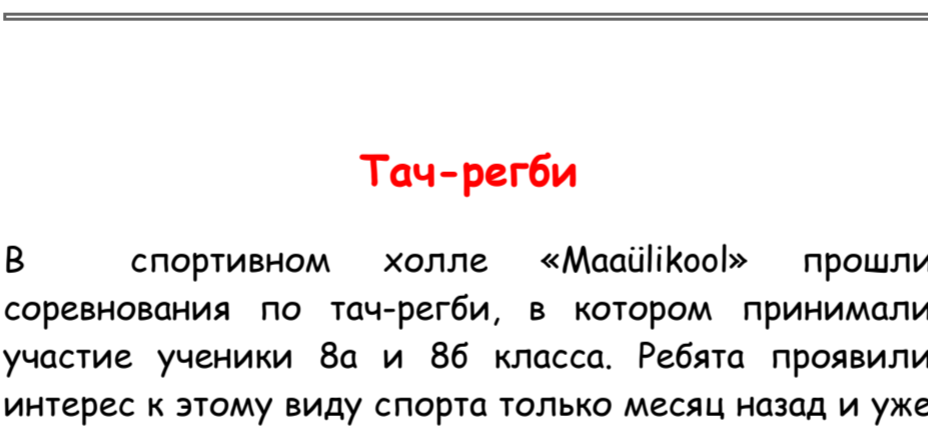 Тач-регби
В спортивном холле «Maaülikool» прошли
соревнования по тач-регби, в котором принимали
участие ученики 8а и 8б класса. Ребята проявили
интерес к этому виду спорта только месяц назад и уже